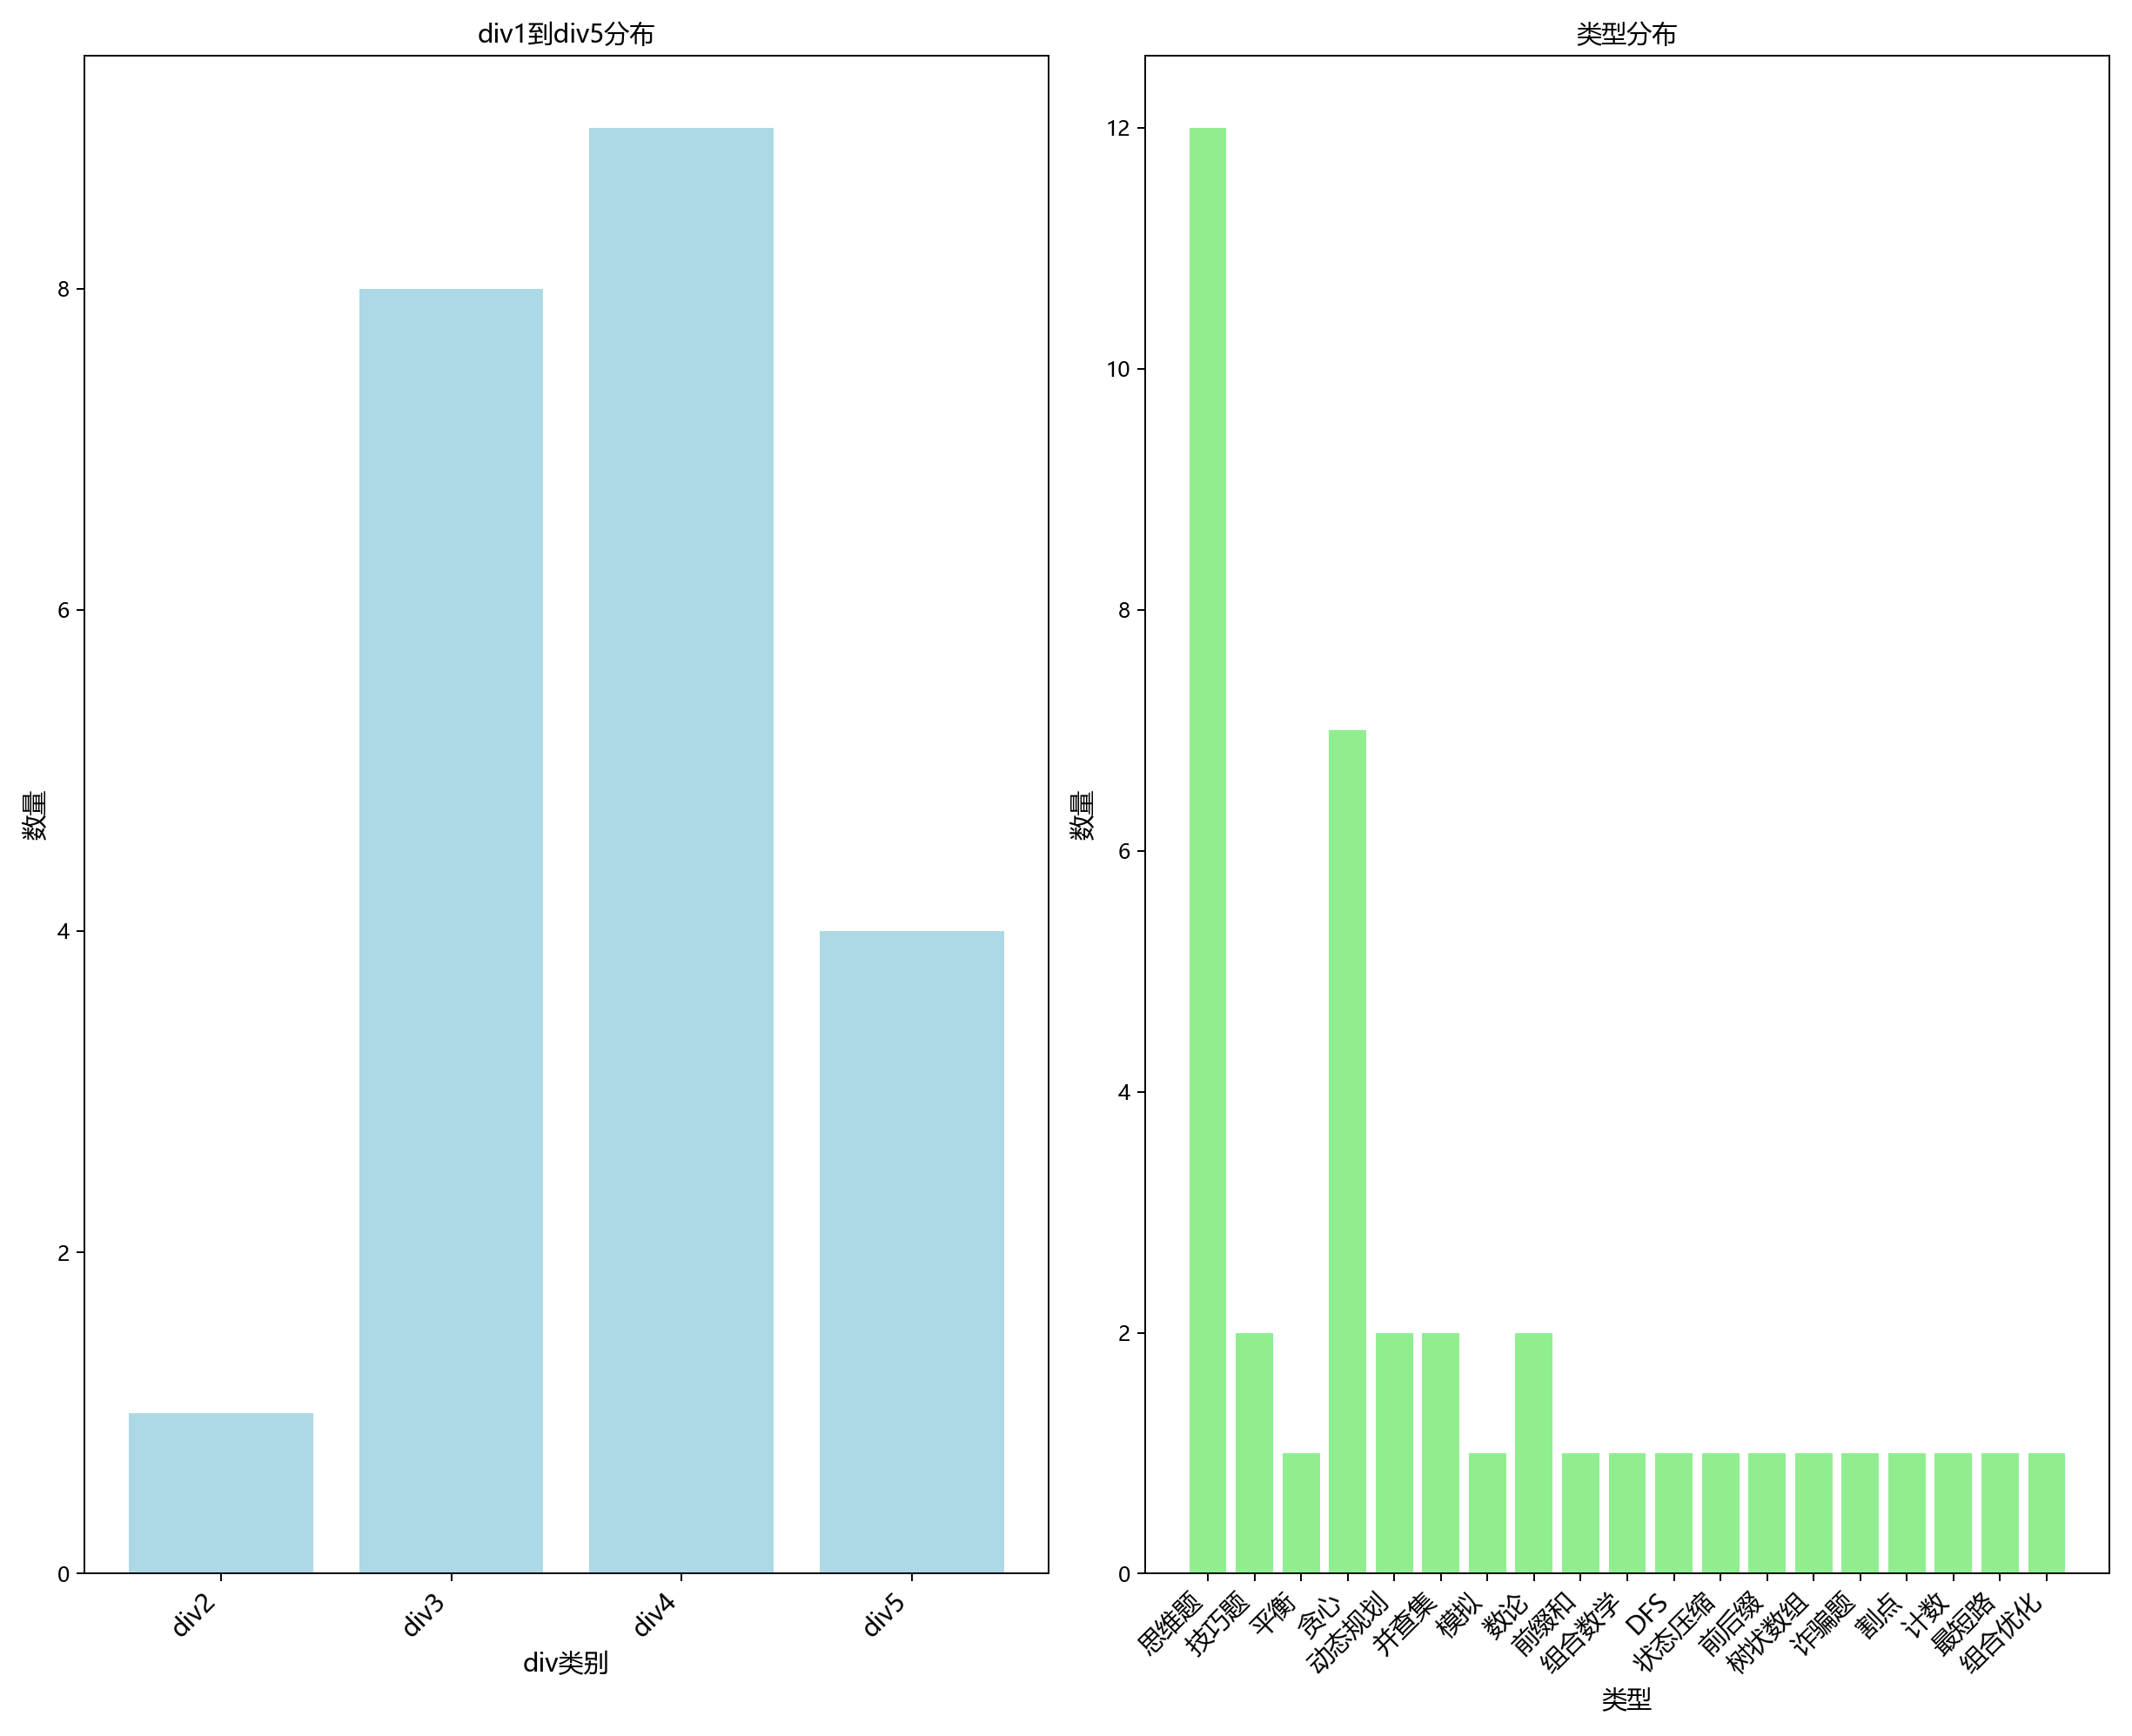 div1到div5分布
数量
8
6
4
2
0
div2
div3
div4
div5
div类别
类型分布
数量
12
10
8
6
4
2
0
思维题
技巧题
平衡
贪心
动态规划
并查集
模拟
数论
前缀和
组合数学
DFS
状态压缩
前后缀
树状数组
诈骗题
割点
计数
最短路
组合优化
类型